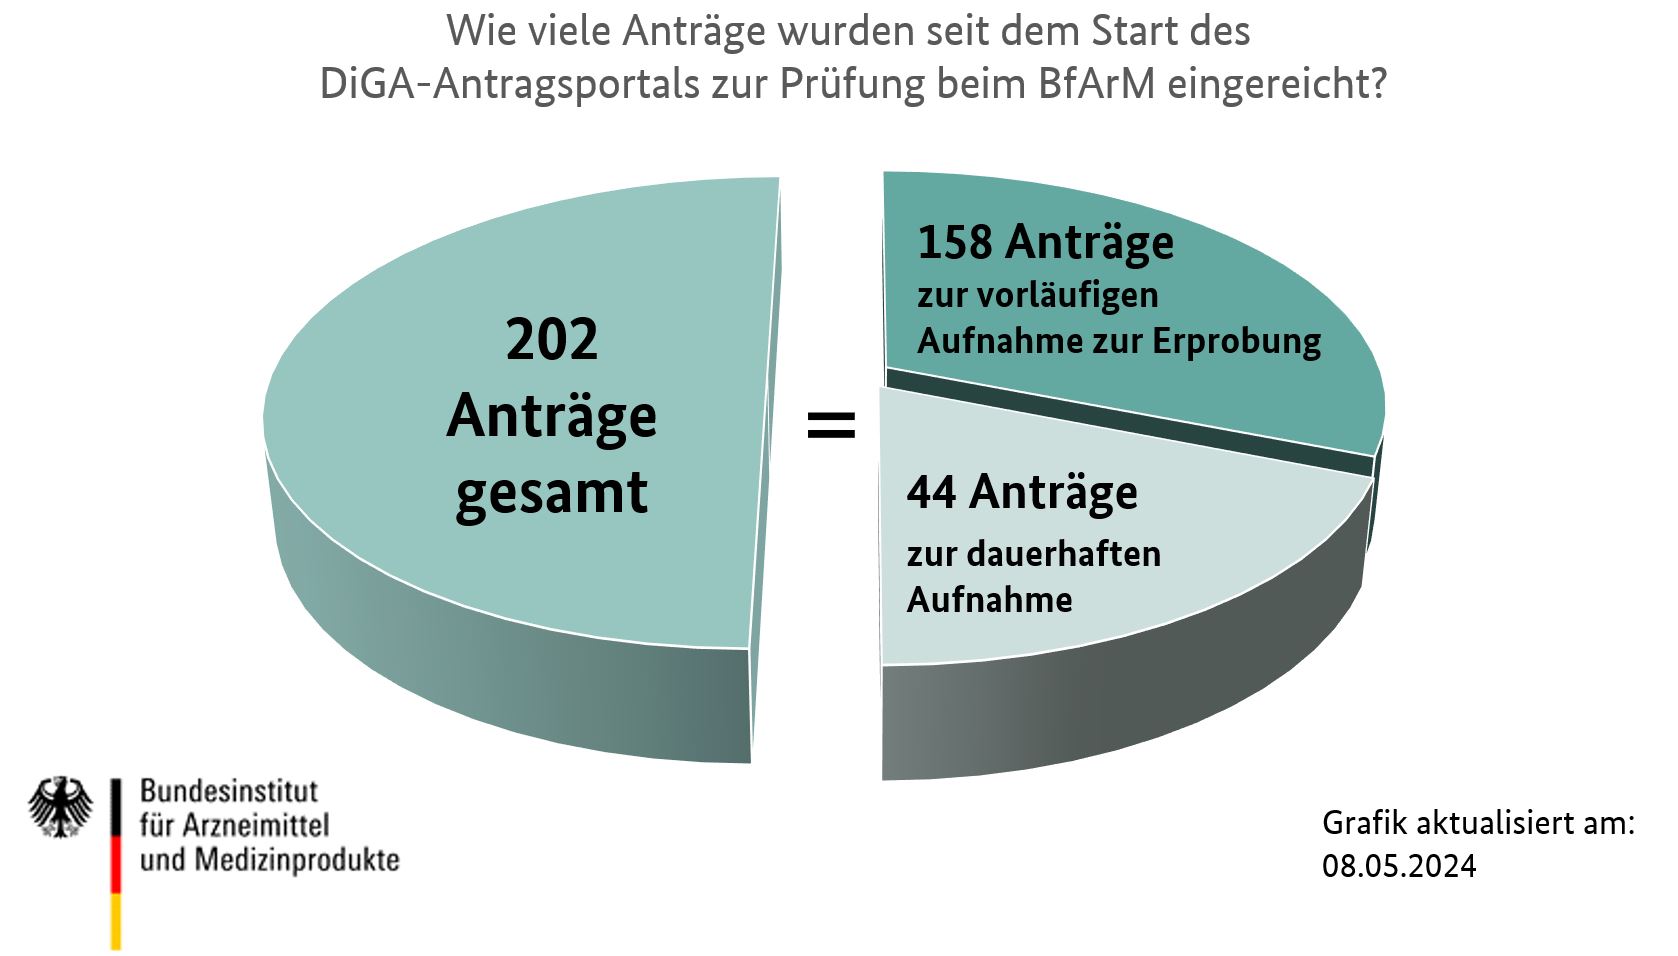 Wie viele Anträge wurden seit dem Start des
DiGA-Antragsportals zur Prüfung beim BfArM eingereicht?
202
Anträge
gesamt
=
158 Anträge
zur vorläufigen
Aufnahme zur Erprobung
44 Anträge
zur dauerhaften
Aufnahme
Bundesinstitut
für Arzneimittel
und Medizinprodukte
Grafik aktualisiert am:
08.05.2024